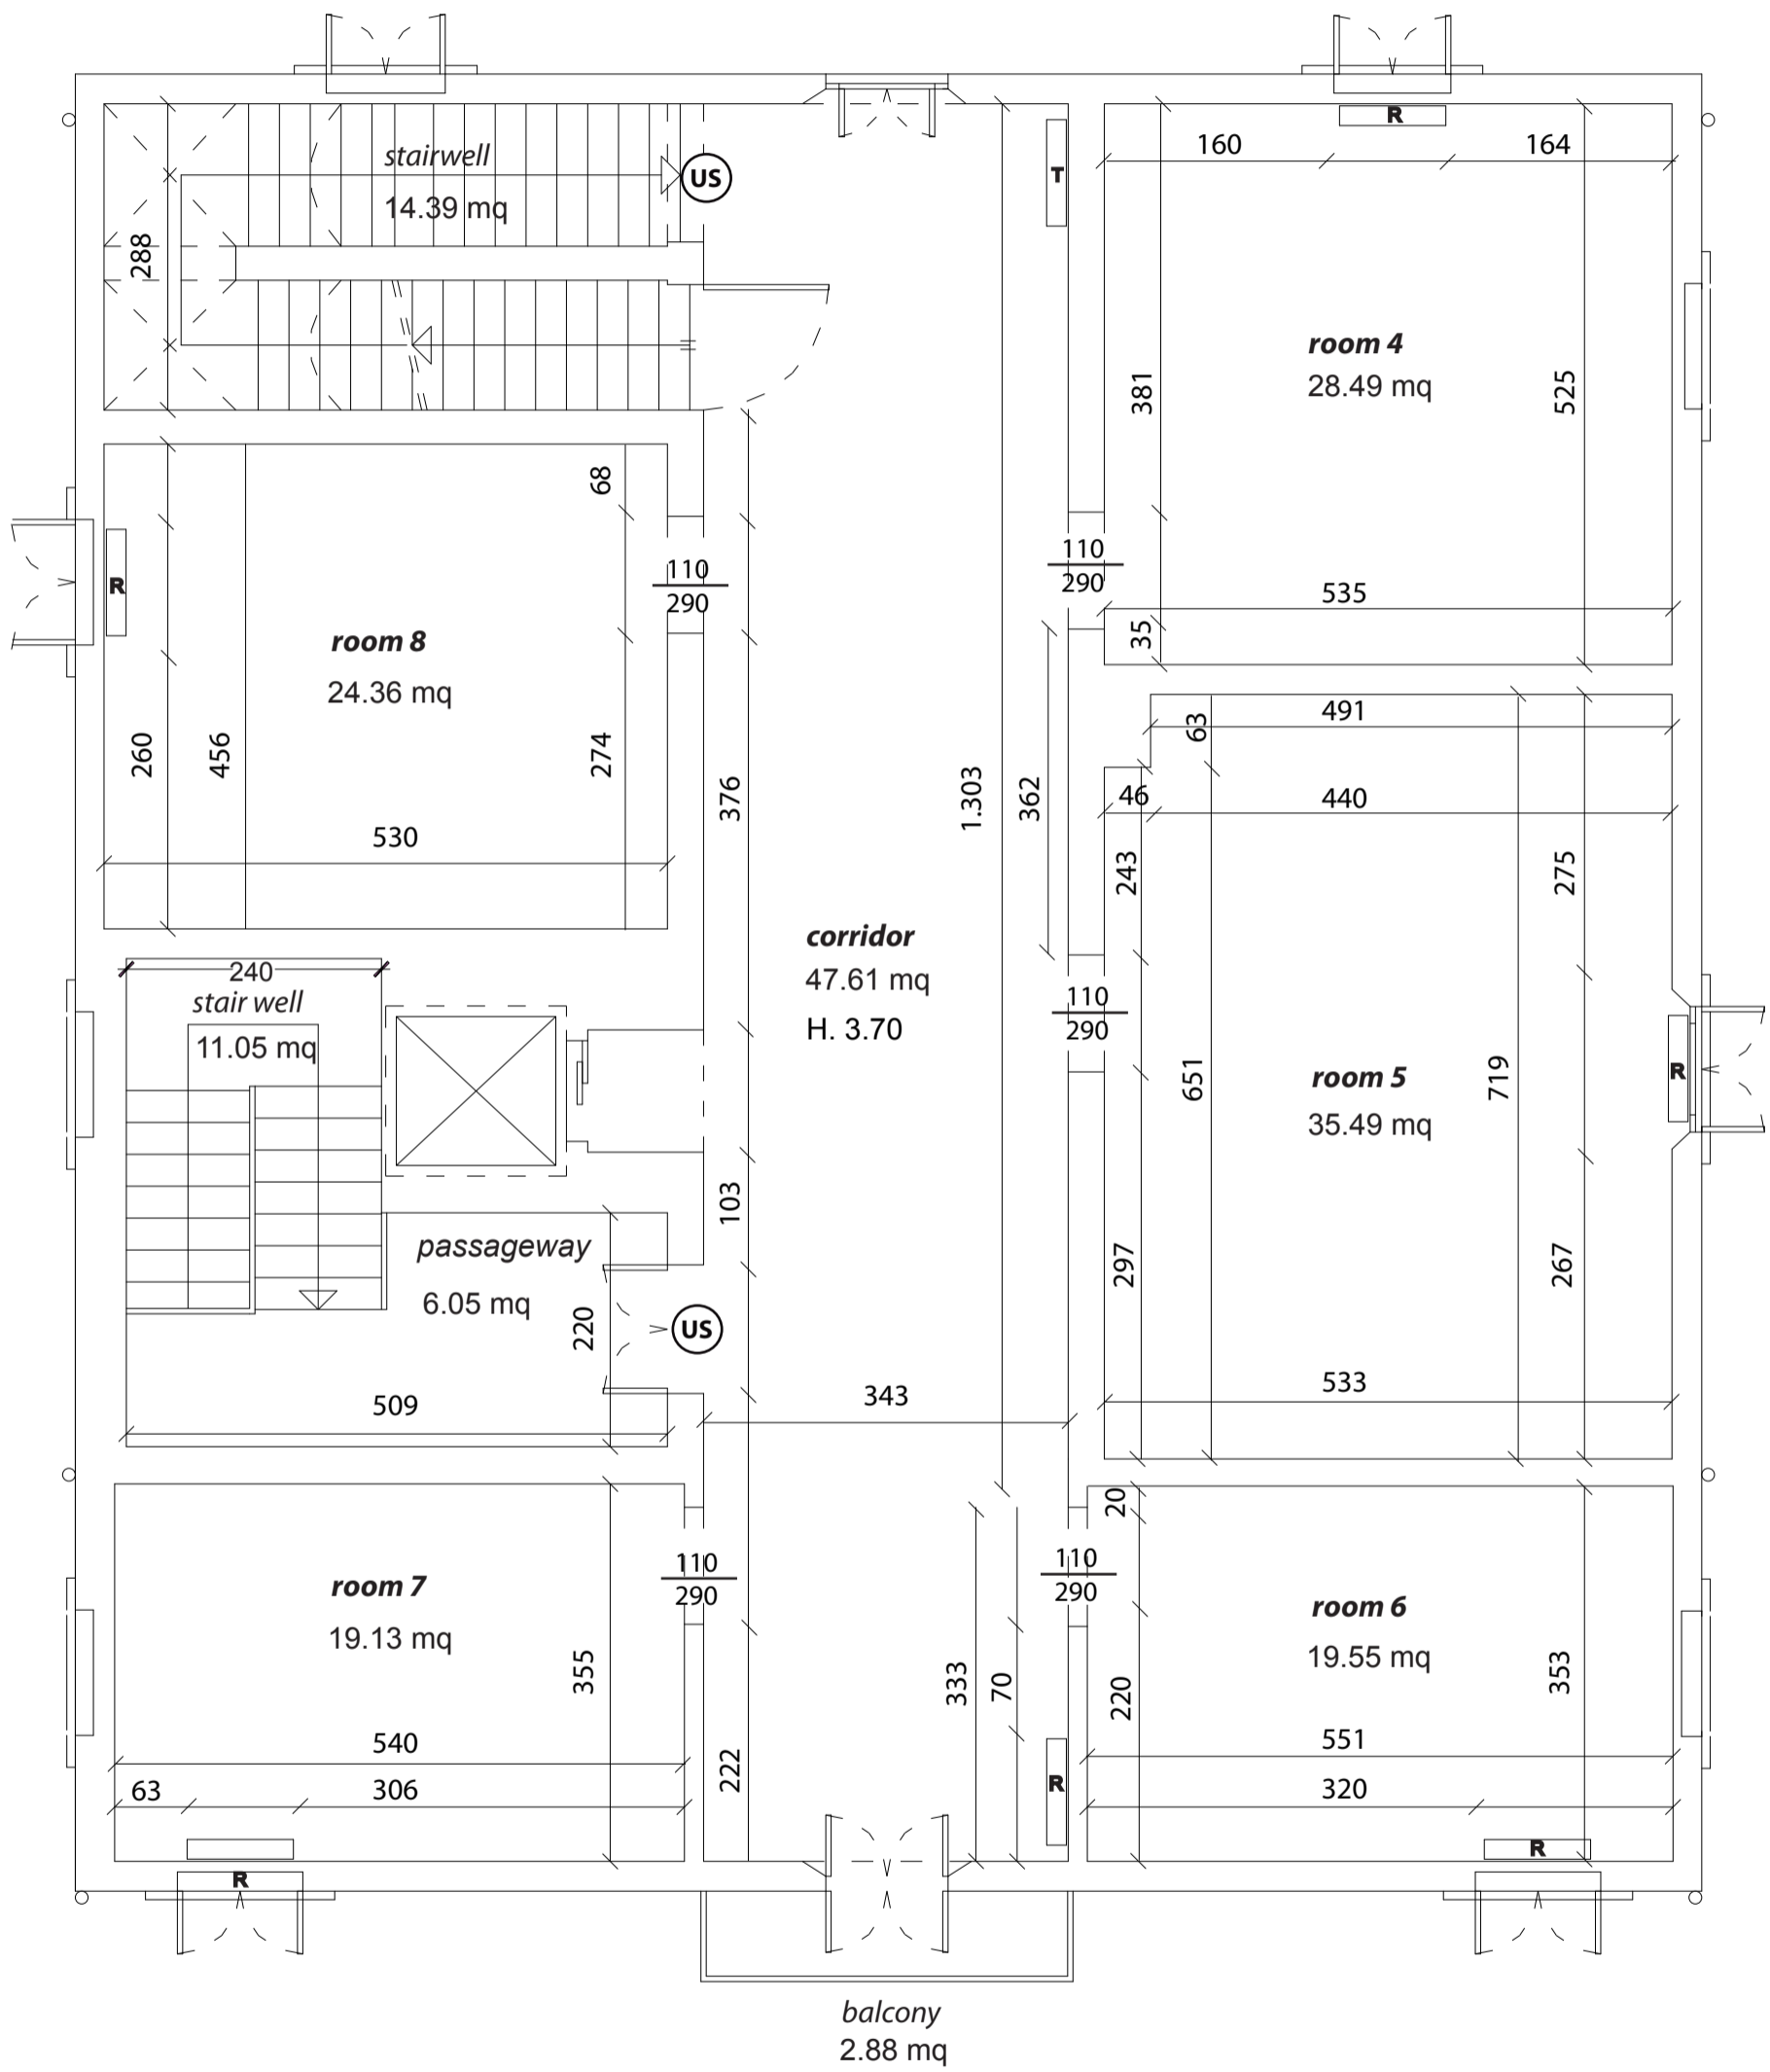 stairwell
14.39 mq
US
288
T
R
160
164
room 4
28.49 mq
381
525
110
290
535
35
68
R
room 8
24.36 mq
110
290
260
456
274
530
376
1.303
362
63
491
46
440
243
275
corridor
47.61 mq
H. 3.70
110
290
room 5
35.49 mq
651
719
R
297
267
533
240
stair well
11.05 mq
103
passageway
6.05 mq
220
US
509
343
room 7
19.13 mq
110
290
355
540
63
306
R
222
333
70
R
110
290
20
room 6
19.55 mq
220
353
551
320
R
balcony
2.88 mq